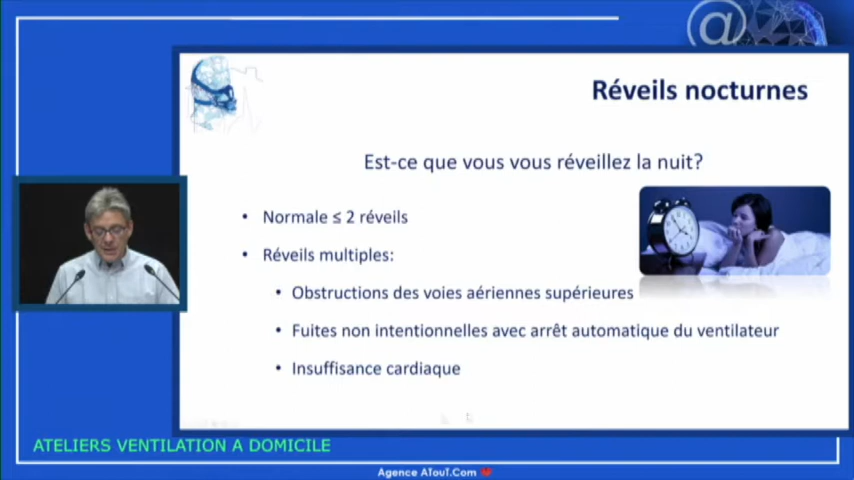 @
Réveils nocturnes
Est-ce que vous vous réveillez la nuit?
• Normale ≤ 2 réveils
• Réveils multiples:
• Obstructions des voies aériennes supérieures
• Fuites non intentionnelles avec arrêt automatique du ventilateur
• Insuffisance cardiaque
ATELIERS VENTILATION A DOMICILE
Agence ATouT.Com